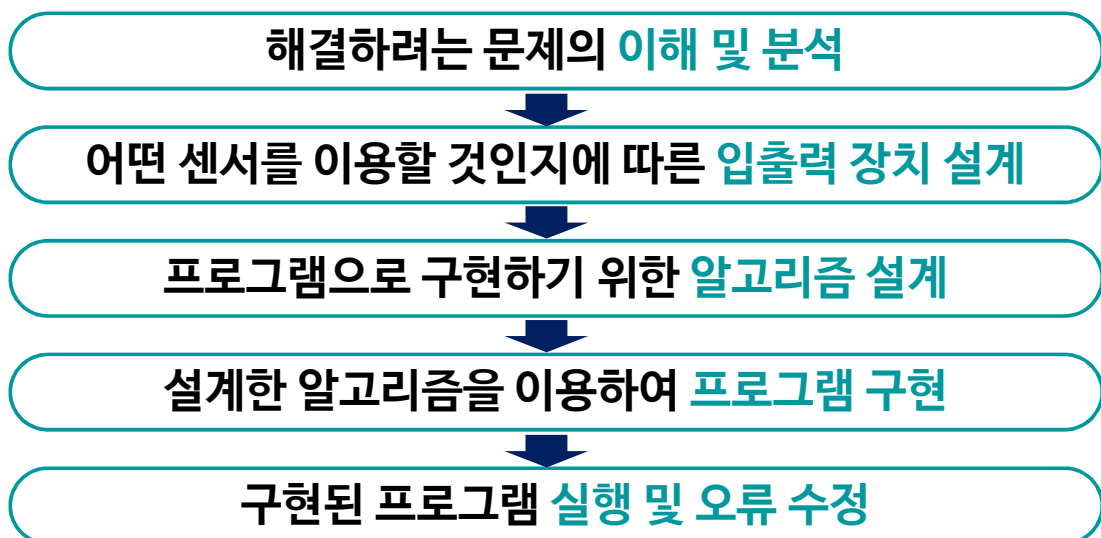 해결하려는 문제의 이해 및 분석
어떤 센서를 이용할 것인지에 따른 입출력 장치 설계
프로그램으로 구현하기 위한 알고리즘 설계
설계한 알고리즘을 이용하여 프로그램 구현
구현된 프로그램 실행 및 오류 수정